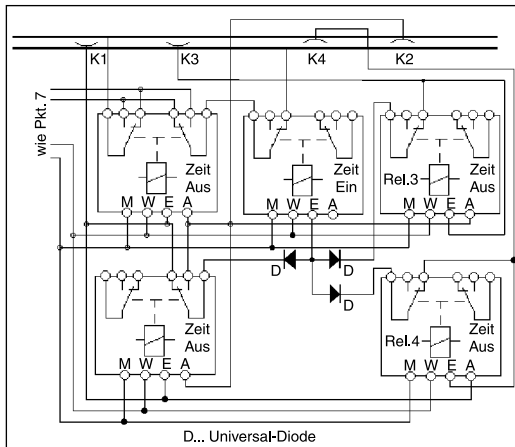 K1
K3
K4
K2
wie Pkt. 7
Zeit
Aus
M W E A
Zeit
Ein
M W E A
Rel.3
Zeit
Aus
M W E A
D
D
D
Zeit
Aus
M W E A
Rel.4
Zeit
Aus
M W E A
D... Universal-Diode